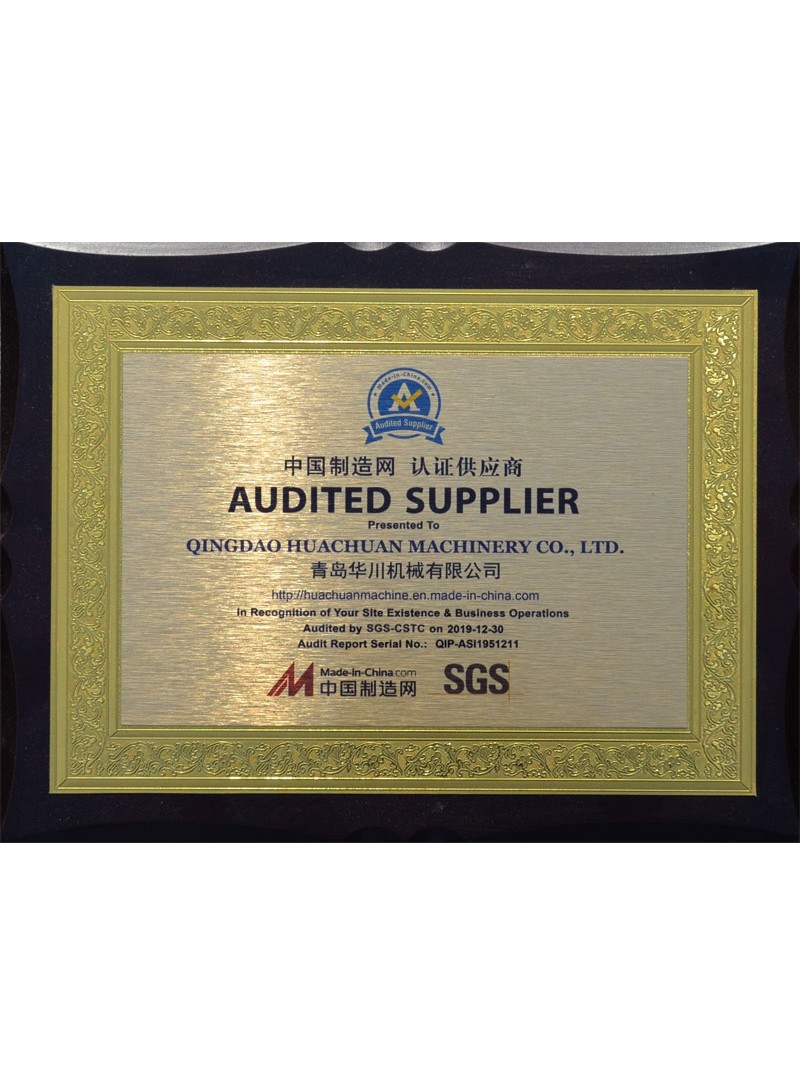 Made-in-China.com
A
Audited Supplier
中国制造网 认证供应商
AUDITED SUPPLIER
Presented To
QINGDAO HUACHUAN MACHINERY CO., LTD.
青岛华川机械有限公司
http://huachuanmachine.en.made-in-china.com
In Recognition of Your Site Existence & Business Operations
Audited by SGS-CSTC on 2019-12-30
Audit Report Serial No.: QIP-ASI1951211
Made-in-China.com
中国制造网
SGS